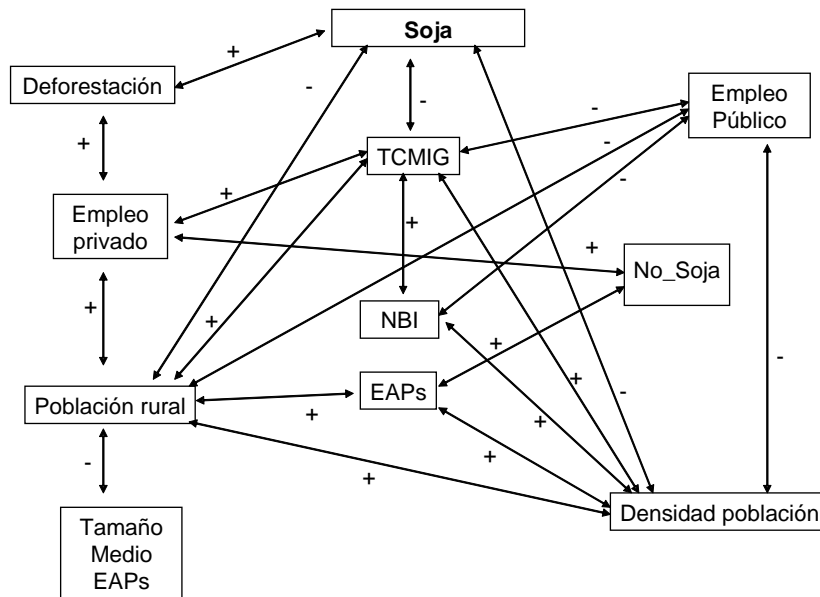 Soja
+
Deforestación
-
-
Empleo
Público
-
+
TCMIG
-
-
+
Empleo
privado
+
+
No_Soja
+
+
NBI
+
+
EAPs
-
-
Población rural
+
+
+
+
-
+
Densidad población
Tamaño
Medio
EAPs